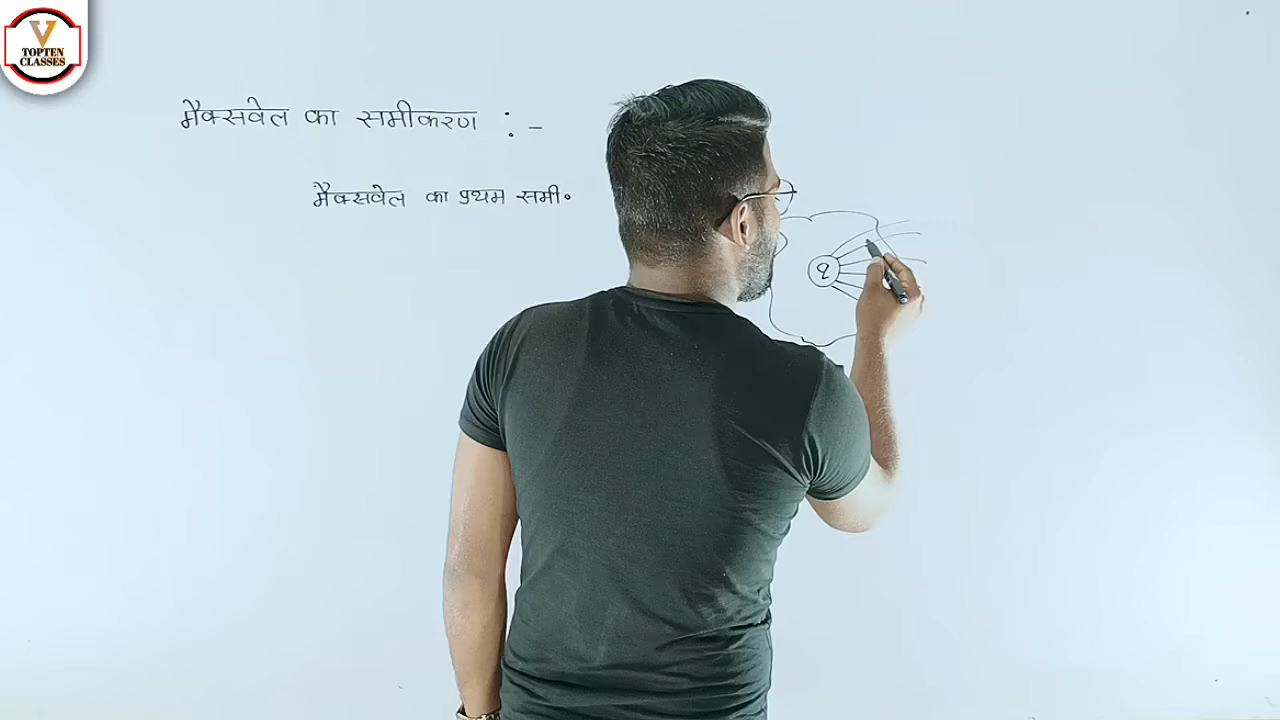 V
TOPTEN
CLASSES
मैक्सवेल का समीकरण :-
मैक्सवेल का प्रथम समी॰
q